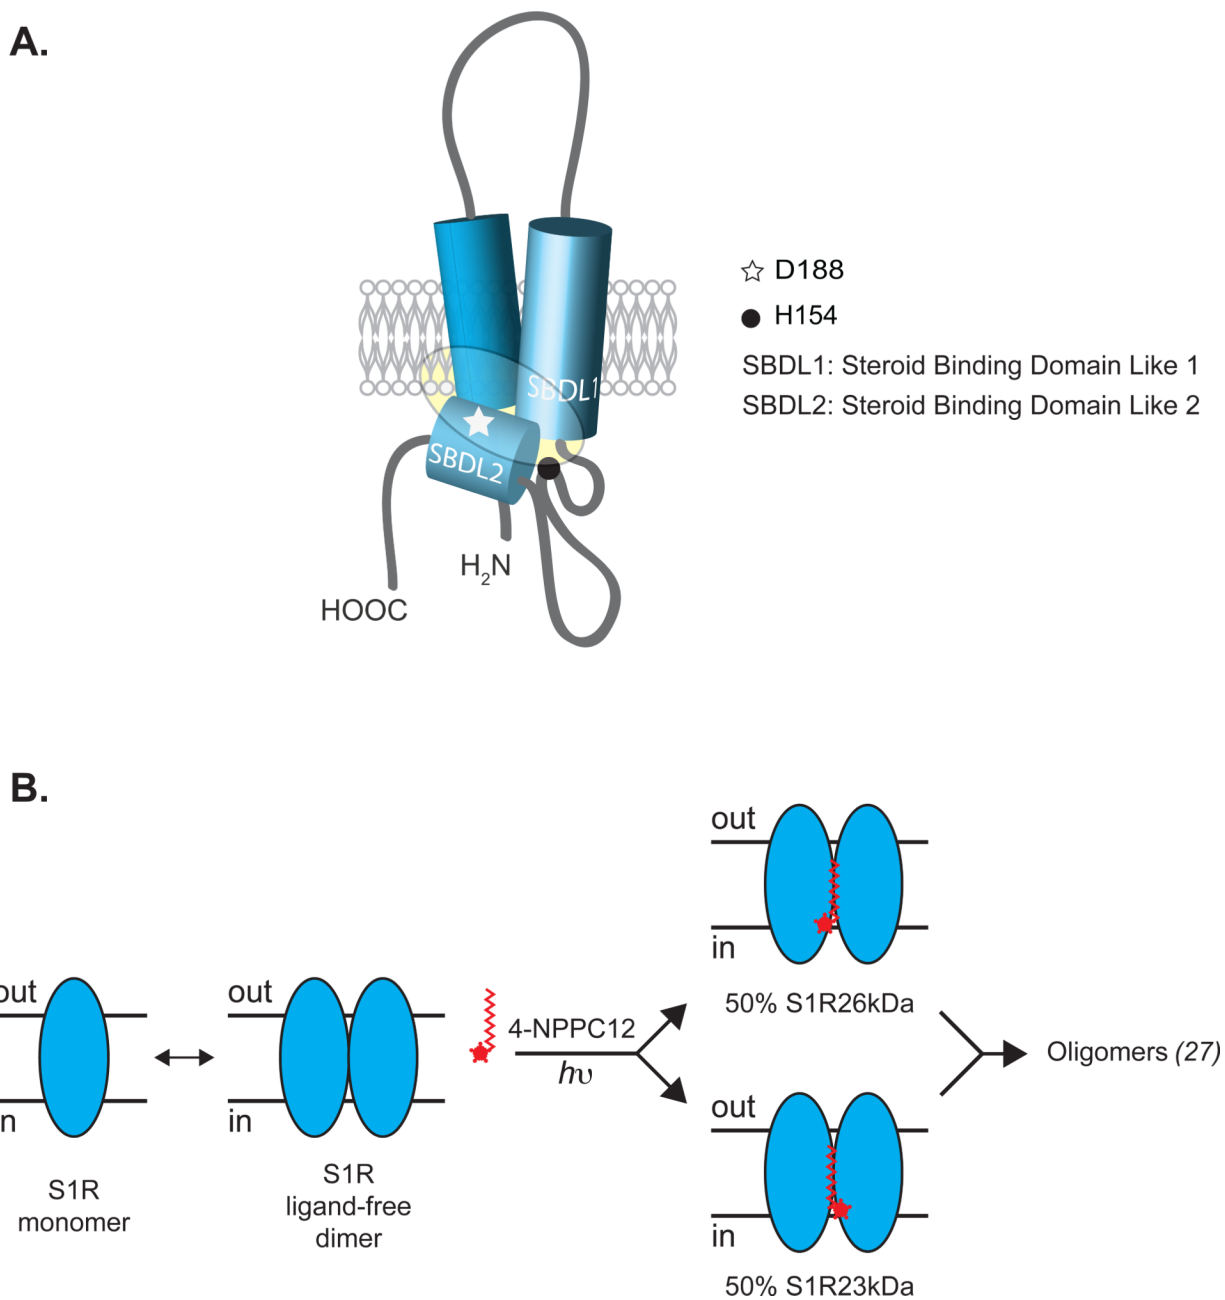 A.
☆ D188
● H154
SBDL1: Steroid Binding Domain Like 1
SBDL2: Steroid Binding Domain Like 2
SBDL1
SBDL2
H₂N
HOOC
B.
out
in
50% S1R26kDa
out
n
S1R
monomer
out
in
S1R
ligand-free
dimer
4-NPPC12
hυ
Oligomers (27)
out
in
50% S1R23kDa